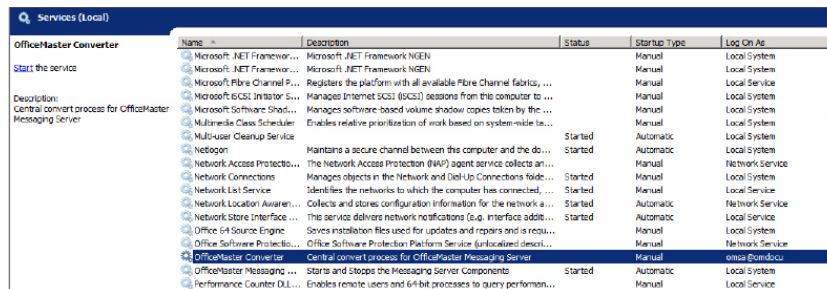 Services (Local)
OfficeMaster Converter
Start the service
Description:
Central convert process for OfficeMaster
Messaging Server
Name Description Status Startup Type Log On As
Microsoft .NET Framewor... Microsoft .NET Framework NGEN Manual Local System
Microsoft .NET Framewor... Microsoft .NET Framework NGEN Manual Local System
Microsoft Fibre Channel P... Registers the platform with all available Fibre Channel fabrics, ... Manual Local Service
Microsoft iSCSI Initiator S... Manages Internet SCSI (iSCSI) sessions from this computer to ... Manual Local System
Microsoft Software Shad... Manages software-based volume shadow copies taken by the ... Manual Local System
Multimedia Class Scheduler Enables relative prioritization of work based on system-wide ta... Manual Local System
Multi-user Cleanup Service Started Automatic Local System
Netlogon Maintains a secure channel between this computer and the do... Started Automatic Local System
Network Access Protectio... The Network Access Protection (NAP) agent service collects an... Manual Network Service
Network Connections Manages objects in the Network and Dial-Up Connections folde... Started Manual Local System
Network List Service Identifies the networks to which the computer has connected, ... Started Manual Local Service
Network Location Awaren... Collects and stores configuration information for the network a... Started Automatic Network Service
Network Store Interface ... This service delivers network notifications (e.g. interface additi... Started Automatic Local Service
Office 64 Source Engine Saves installation files used for updates and repairs and is requ... Manual Local System
Office Software Protectio... Office Software Protection Platform Service (unlocalized descri... Manual Network Service
OfficeMaster Converter Central convert process for OfficeMaster Messaging Server Manual omsa@omdocu
OfficeMaster Messaging ... Starts and Stopps the Messaging Server Components Started Automatic Local System
Performance Counter DLL... Enables remote users and 64-bit processes to query performan... Manual Local Service